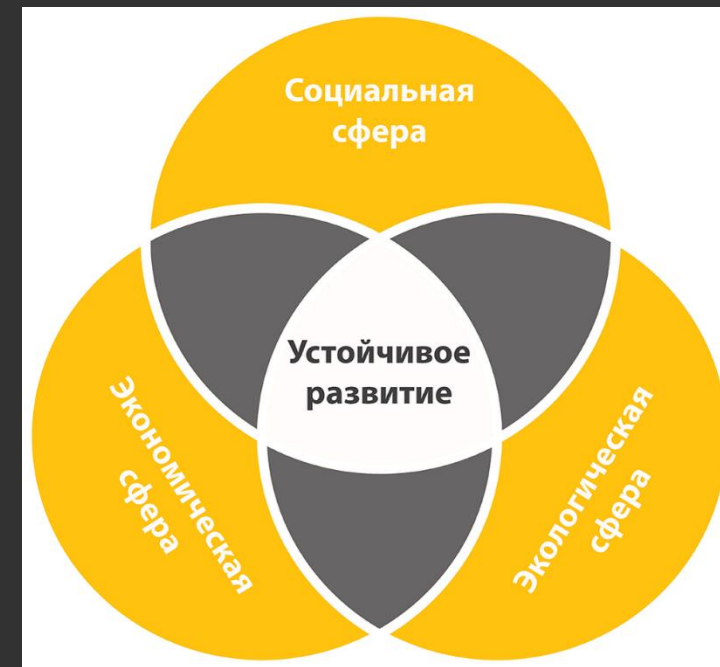 Социальная
сфера
Устойчивое
развитие
Экономическая
сфера
Экологическая
сфера